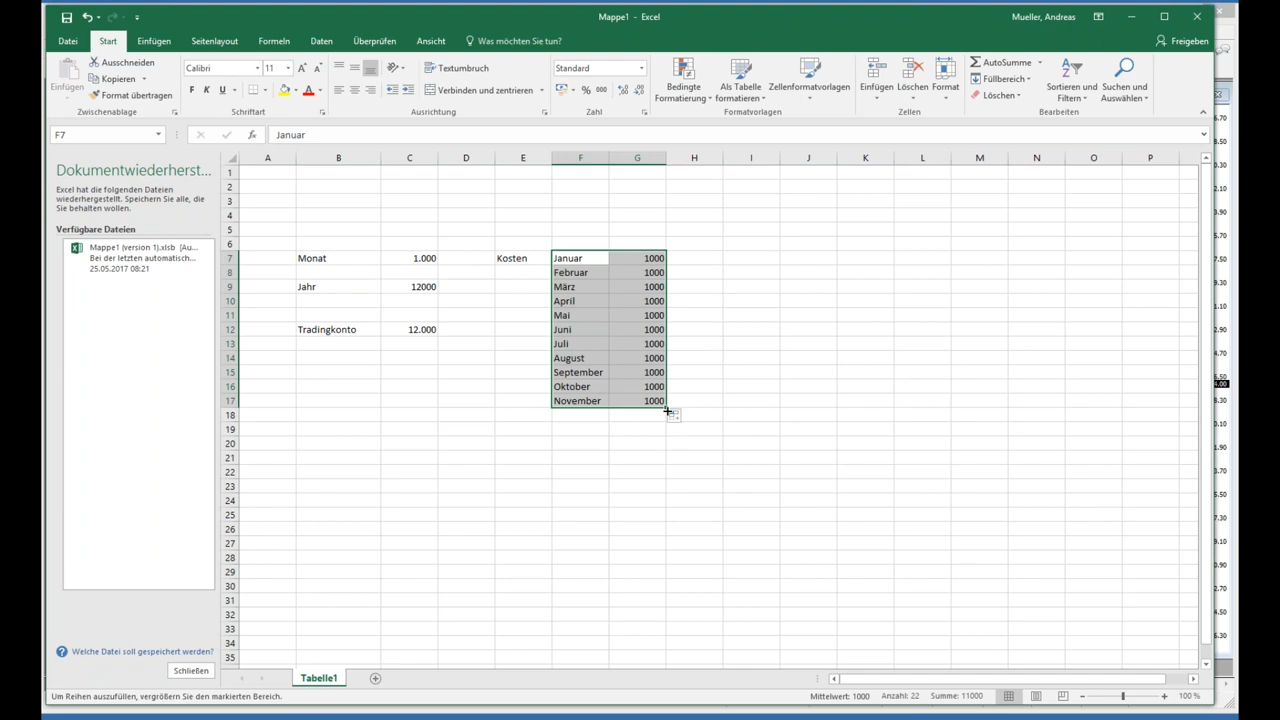 Mappe1 - Excel
Mueller, Andreas
Datei Start Einfügen Seitenlayout Formeln Daten Überprüfen Ansicht Was möchten Sie tun? Freigeben
Einfügen
Ausschneiden
Kopieren
Format übertragen
Zwischenablage
Calibri 11
F K U
Schriftart
Textumbruch
Verbinden und zentrieren
Ausrichtung
Standard
% 000
Zahl
Bedingte
Formatierung
Als Tabelle
formatieren
Zellenformatvorlagen
Formatvorlagen
Einfügen Löschen Format
Zellen
AutoSumme
Füllbereich
Löschen
Sortieren und
Filtern
Suchen und
Auswählen
Bearbeiten
F7 fx Januar
Dokumentwiederherst...
Excel hat die folgenden Dateien
wiederhergestellt. Speichern Sie alle, die
Sie behalten wollen.
Verfügbare Dateien
Mappe1 (version 1).xlsb [Au...
Bei der letzten automatisch...
25.05.2017 08:21
Welche Datei soll gespeichert werden?
Schließen
A B C D E F G H I J K L M N O P
1
2
3
4
5
6
7 Monat 1.000 Kosten Januar 1000
8 Februar 1000
9 Jahr 12000 März 1000
10 April 1000
11 Mai 1000
12 Tradingkonto 12.000 Juni 1000
13 Juli 1000
14 August 1000
15 September 1000
16 Oktober 1000
17 November 1000
18
19
20
21
22
23
24
25
26
27
28
29
30
31
32
33
34
35
Tabelle1
Um Reihen auszufüllen, vergrößern Sie den markierten Bereich.
Mittelwert: 1000 Anzahl: 22 Summe: 11000 100 %